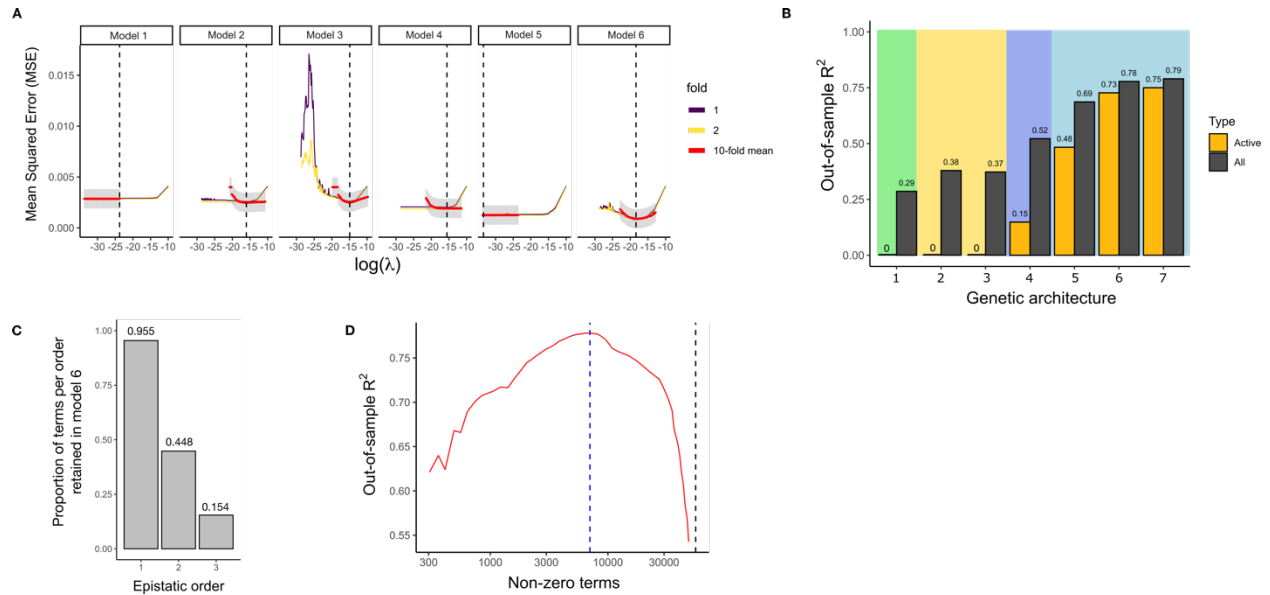 A
Model 1 Model 2 Model 3 Model 4 Model 5 Model 6
Mean Squared Error (MSE)
0.015
0.010
0.005
0.000
-30 -25 -20 -15 -10 -30 -25 -20 -15 -10 -30 -25 -20 -15 -10 -30 -25 -20 -15 -10 -30 -25 -20 -15 -10 -30 -25 -20 -15 -10
log(λ)
fold
1
2
10-fold mean
B
Out-of-sample R²
1.00
0.75
0.50
0.25
0.00
0 0.29 0 0.38 0 0.37 0.15 0.52 0.48 0.69 0.73 0.78 0.75 0.79
1 2 3 4 5 6 7
Genetic architecture
Type
Active
All
C
Proportion of terms per order
retained in model 6
1.00
0.75
0.50
0.25
0.00
0.955
0.448
0.154
1 2 3
Epistatic order
D
Out-of-sample R²
0.75
0.70
0.65
0.60
0.55
300 1000 3000 10000 30000
Non-zero terms